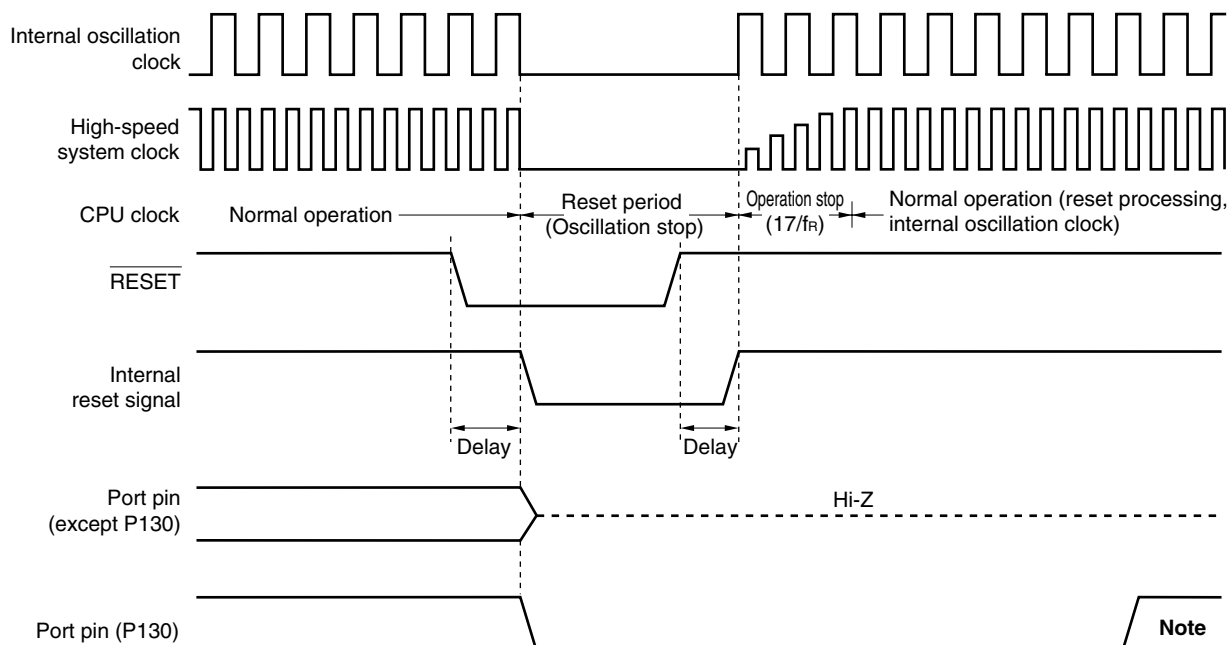 Internal oscillation
clock
High-speed
system clock
CPU clock
Normal operation
Reset period
(Oscillation stop)
Operation stop
(17/fR)
Normal operation (reset processing,
internal oscillation clock)
RESET
Internal
reset signal
Delay
Delay
Port pin
(except P130)
Hi-Z
Port pin (P130)
Note